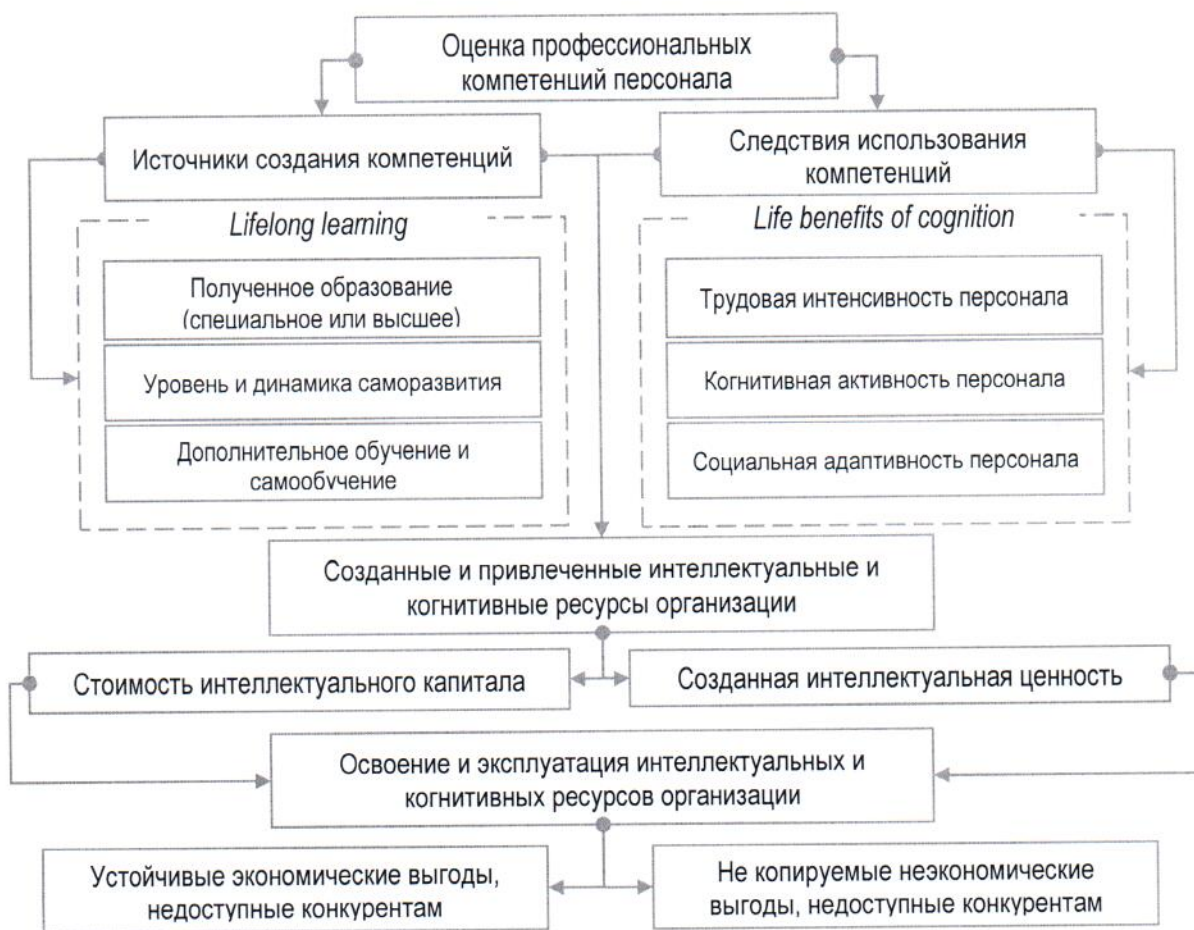 Оценка профессиональных
компетенций персонала
Источники создания компетенций
Следствия использования
компетенций
Lifelong learning
Полученное образование
(специальное или высшее)
Уровень и динамика саморазвития
Дополнительное обучение и
самообучение
Life benefits of cognition
Трудовая интенсивность персонала
Когнитивная активность персонала
Социальная адаптивность персонала
Созданные и привлеченные интеллектуальные и
когнитивные ресурсы организации
Стоимость интеллектуального капитала
Созданная интеллектуальная ценность
Освоение и эксплуатация интеллектуальных и
когнитивных ресурсов организации
Устойчивые экономические выгоды,
недоступные конкурентам
Не копируемые неэкономические
выгоды, недоступные конкурентам